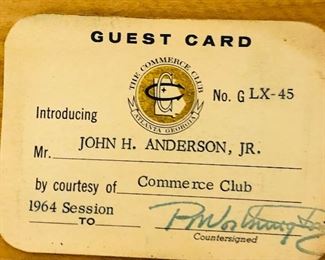 GUEST CARD
THE COMMERCE CLUB
ATLANTA GEORGIA
No. G LX-45
Introducing
Mr. JOHN H. ANDERSON, JR.
by courtesy of Commerce Club
1964 Session
TO
Countersigned